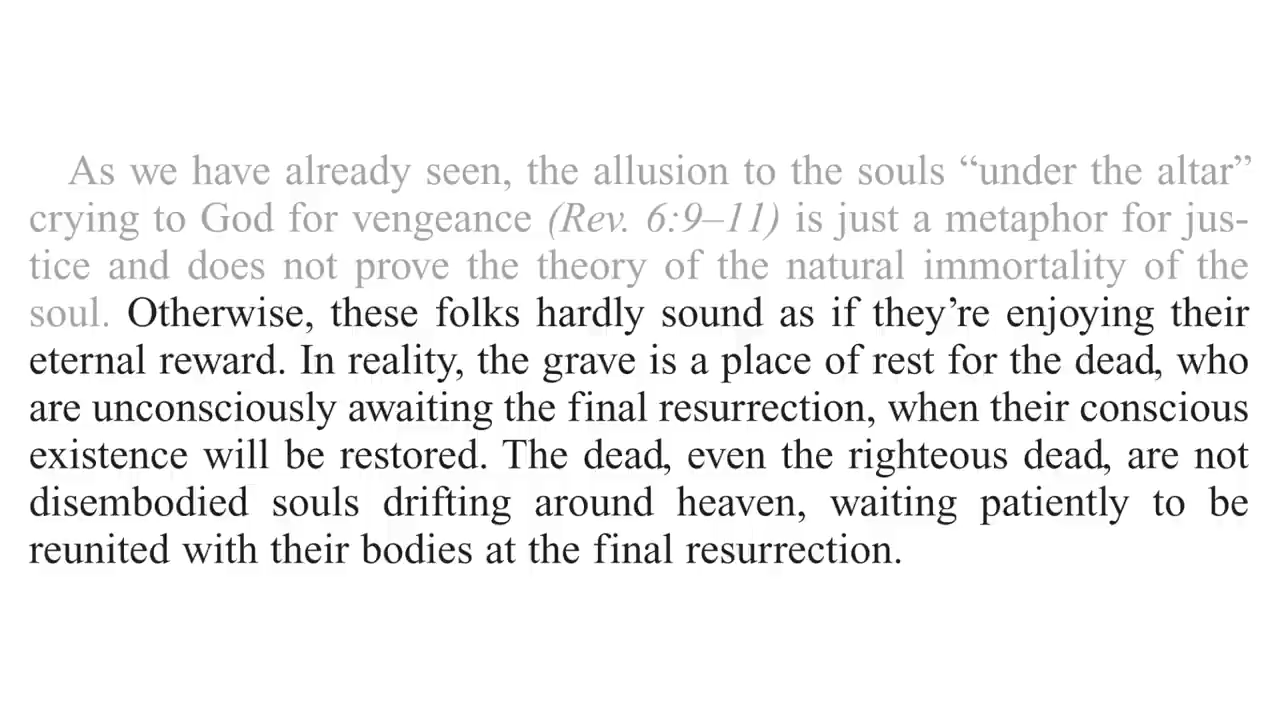 As we have already seen, the allusion to the souls “under the altar”
crying to God for vengeance (Rev. 6:9–11) is just a metaphor for jus-
tice and does not prove the theory of the natural immortality of the
soul. Otherwise, these folks hardly sound as if they’re enjoying their
eternal reward. In reality, the grave is a place of rest for the dead, who
are unconsciously awaiting the final resurrection, when their conscious
existence will be restored. The dead, even the righteous dead, are not
disembodied souls drifting around heaven, waiting patiently to be
reunited with their bodies at the final resurrection.